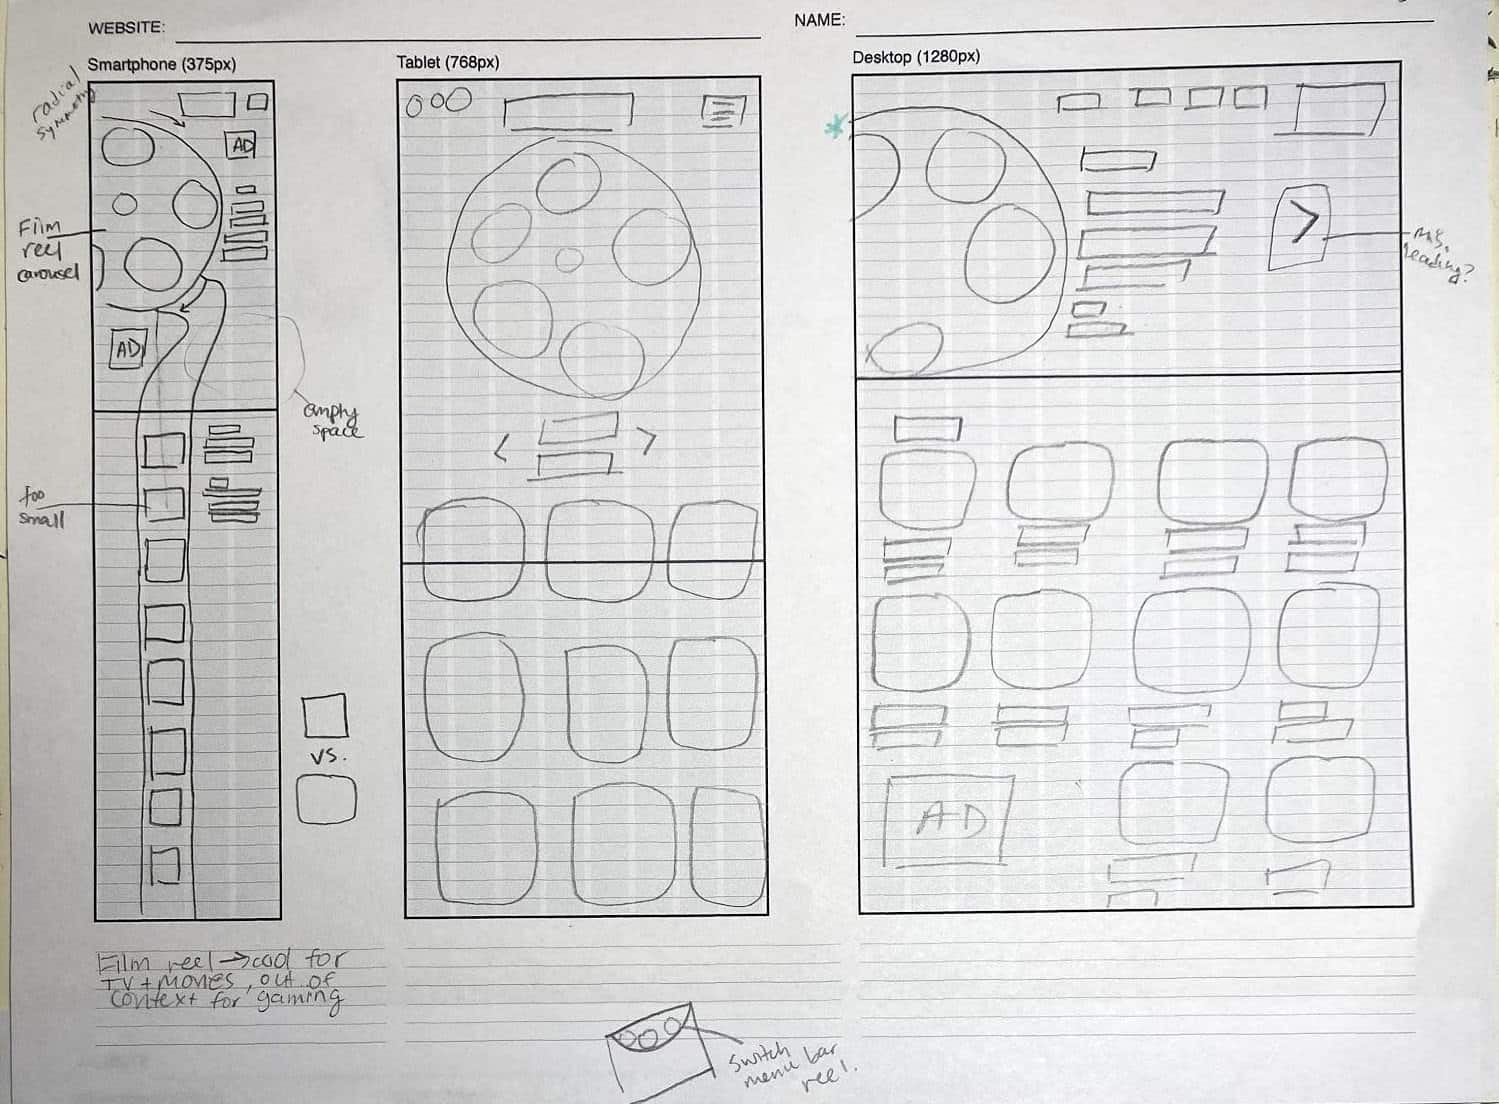 WEBSITE:
NAME:
Smartphone (375px)
Tablet (768px)
Desktop (1280px)
radial
symmetry
AD
Film
reel
carousel
AD
empty
space
too
small
vs.
leading?
AD
Film reel → cool for
TV + MOVIES, out of
context for gaming
switch
menu bar
reel.